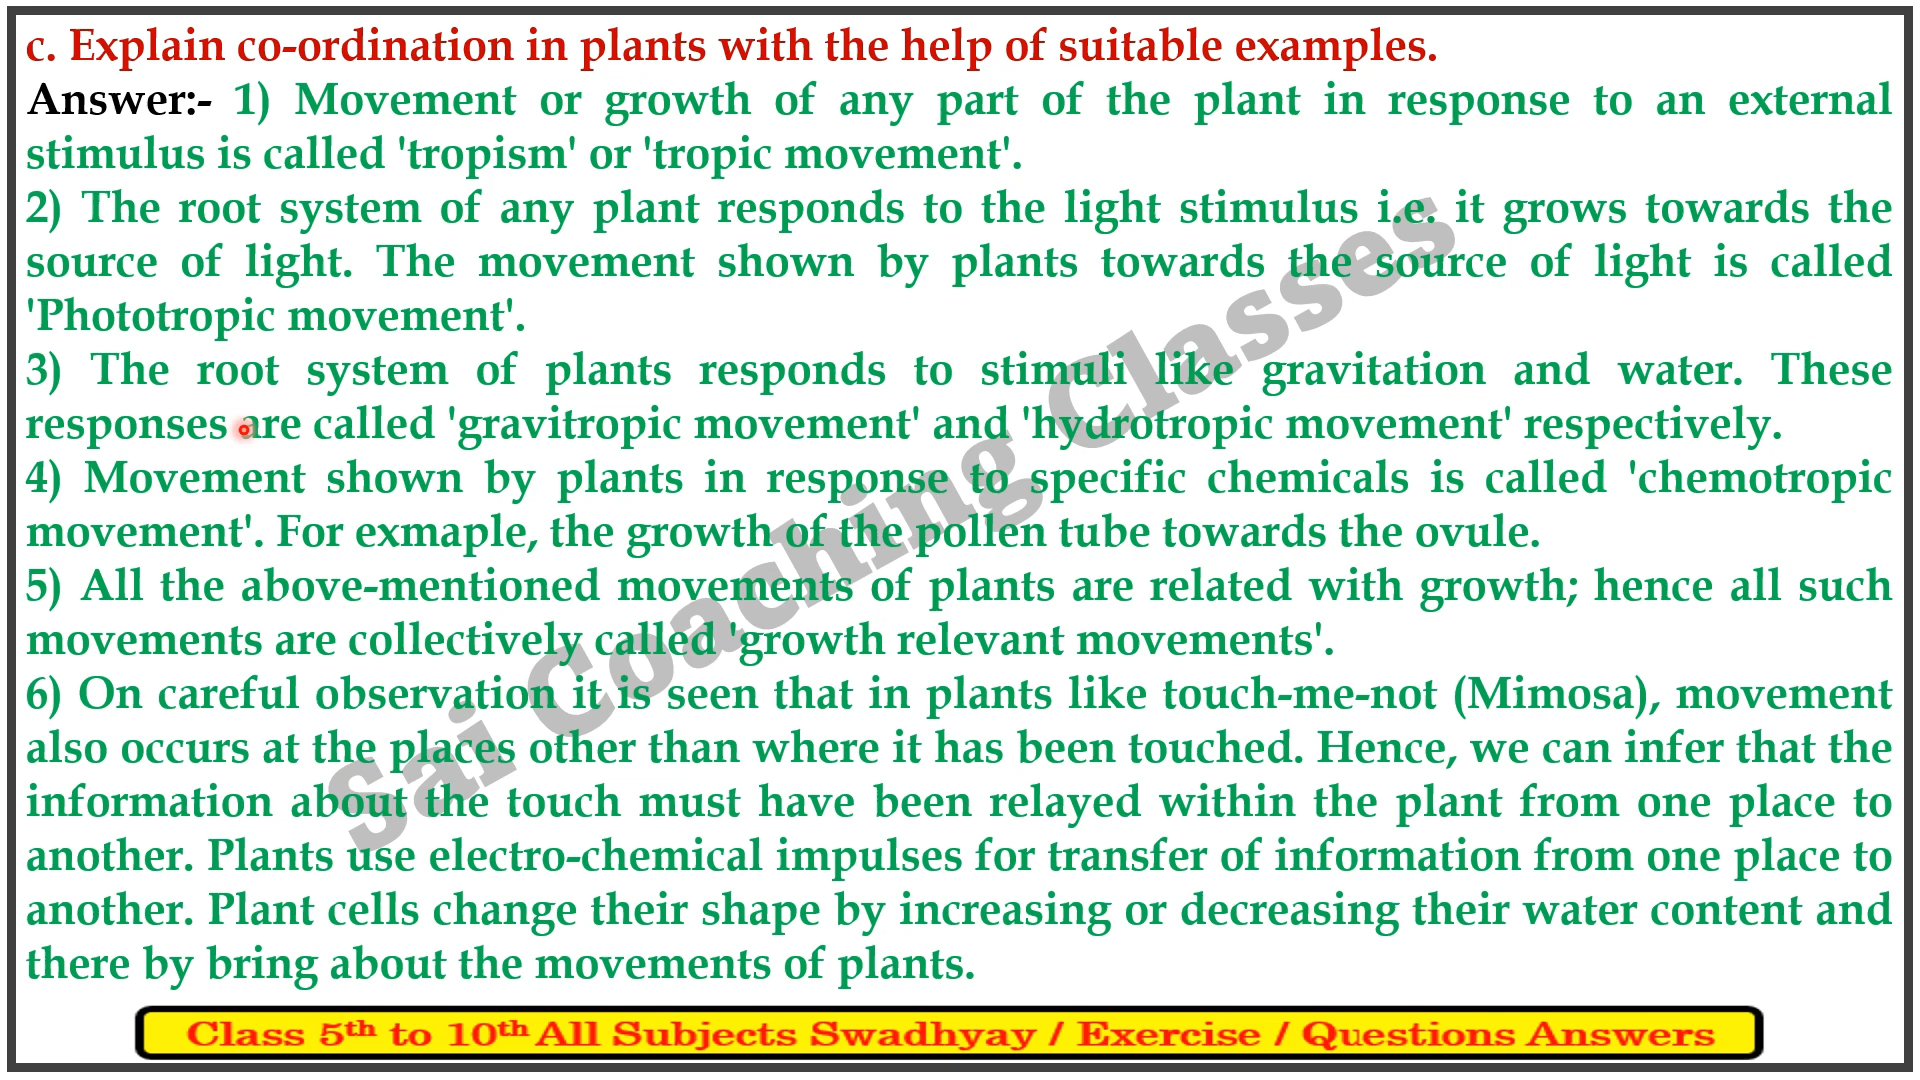 c. Explain co-ordination in plants with the help of suitable examples.
Answer:- 1) Movement or growth of any part of the plant in response to an external
stimulus is called 'tropism' or 'tropic movement'.
2) The root system of any plant responds to the light stimulus i.e. it grows towards the
source of light. The movement shown by plants towards the source of light is called
'Phototropic movement'.
3) The root system of plants responds to stimuli like gravitation and water. These
responses are called 'gravitropic movement' and 'hydrotropic movement' respectively.
4) Movement shown by plants in response to specific chemicals is called 'chemotropic
movement'. For exmaple, the growth of the pollen tube towards the ovule.
5) All the above-mentioned movements of plants are related with growth; hence all such
movements are collectively called 'growth relevant movements'.
6) On careful observation it is seen that in plants like touch-me-not (Mimosa), movement
also occurs at the places other than where it has been touched. Hence, we can infer that the
information about the touch must have been relayed within the plant from one place to
another. Plants use electro-chemical impulses for transfer of information from one place to
another. Plant cells change their shape by increasing or decreasing their water content and
there by bring about the movements of plants.
Sai Coaching Classes
Class 5th to 10th All Subjects Swadhyay / Exercise / Questions Answers